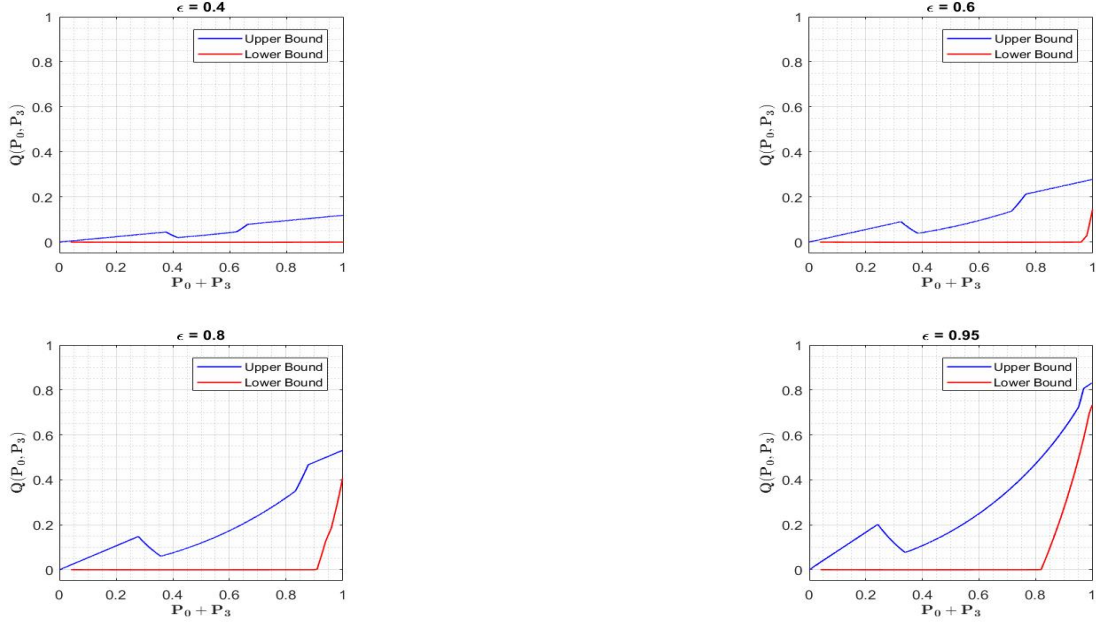 ϵ = 0.4
1
0.8
0.6
0.4
0.2
0
Q(P₀, P₃)
Upper Bound
Lower Bound
0 0.2 0.4 0.6 0.8 1
P₀ + P₃
ϵ = 0.6
1
0.8
0.6
0.4
0.2
0
Q(P₀, P₃)
Upper Bound
Lower Bound
0 0.2 0.4 0.6 0.8 1
P₀ + P₃
ϵ = 0.8
1
0.8
0.6
0.4
0.2
0
Q(P₀, P₃)
Upper Bound
Lower Bound
0 0.2 0.4 0.6 0.8 1
P₀ + P₃
ϵ = 0.95
1
0.8
0.6
0.4
0.2
0
Q(P₀, P₃)
Upper Bound
Lower Bound
0 0.2 0.4 0.6 0.8 1
P₀ + P₃